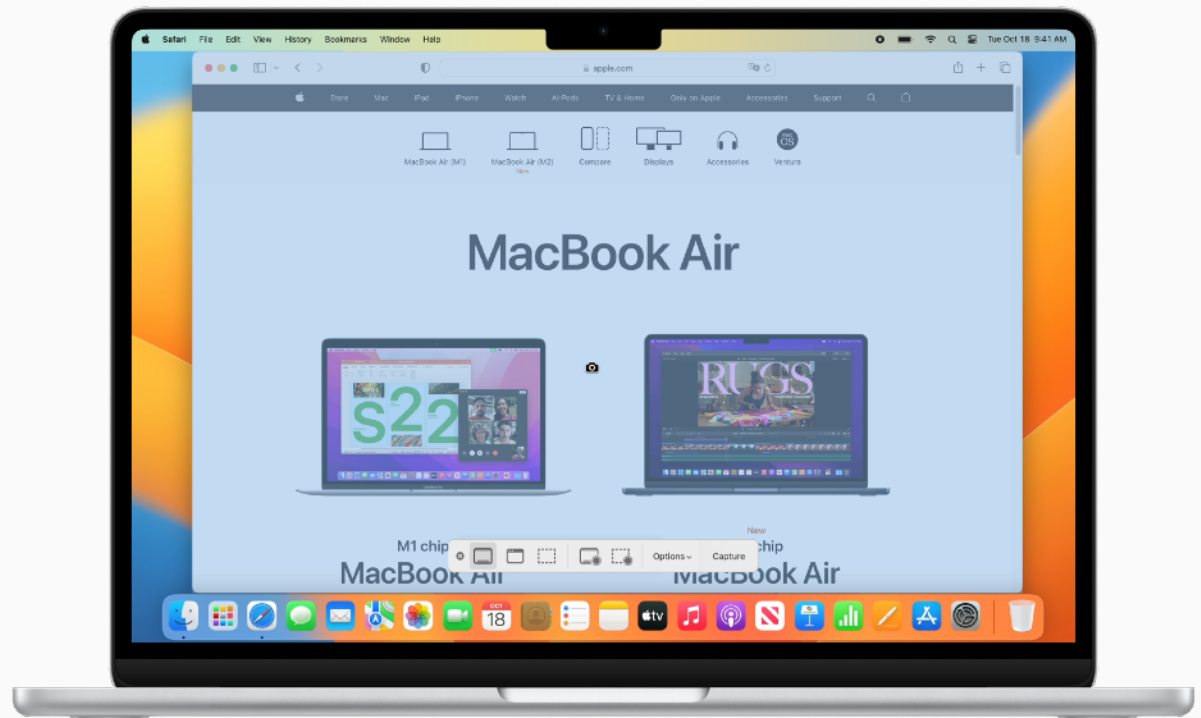 Safari File Edit View History Bookmarks Window Help
Tue Oct 18 9:41 AM
apple.com
Store Mac iPad iPhone Watch AirPods TV & Home Only on Apple Accessories Support
MacBook Air (M1) MacBook Air (M2) Compare Displays Accessories Ventura
New
MacBook Air
S22
RUGS
New
M1 chip
chip
Options Capture
MacBook Air
MacBook Air
OCT
18
tv